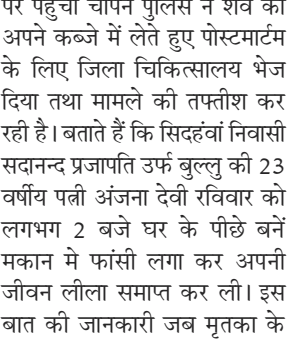 पर पहुंची चोपन पुलिस ने शव को
अपने कब्जे में लेते हुए पोस्टमार्टम
के लिए जिला चिकित्सालय भेज
दिया तथा मामले की तफ्तीश कर
रही है। बताते हैं कि सिदहंवां निवासी
सदानन्द प्रजापति उर्फ बुल्लु की 23
वर्षीय पत्नी अंजना देवी रविवार को
लगभग 2 बजे घर के पीछे बनें
मकान मे फांसी लगा कर अपनी
जीवन लीला समाप्त कर ली। इस
बात की जानकारी जब मृतका के